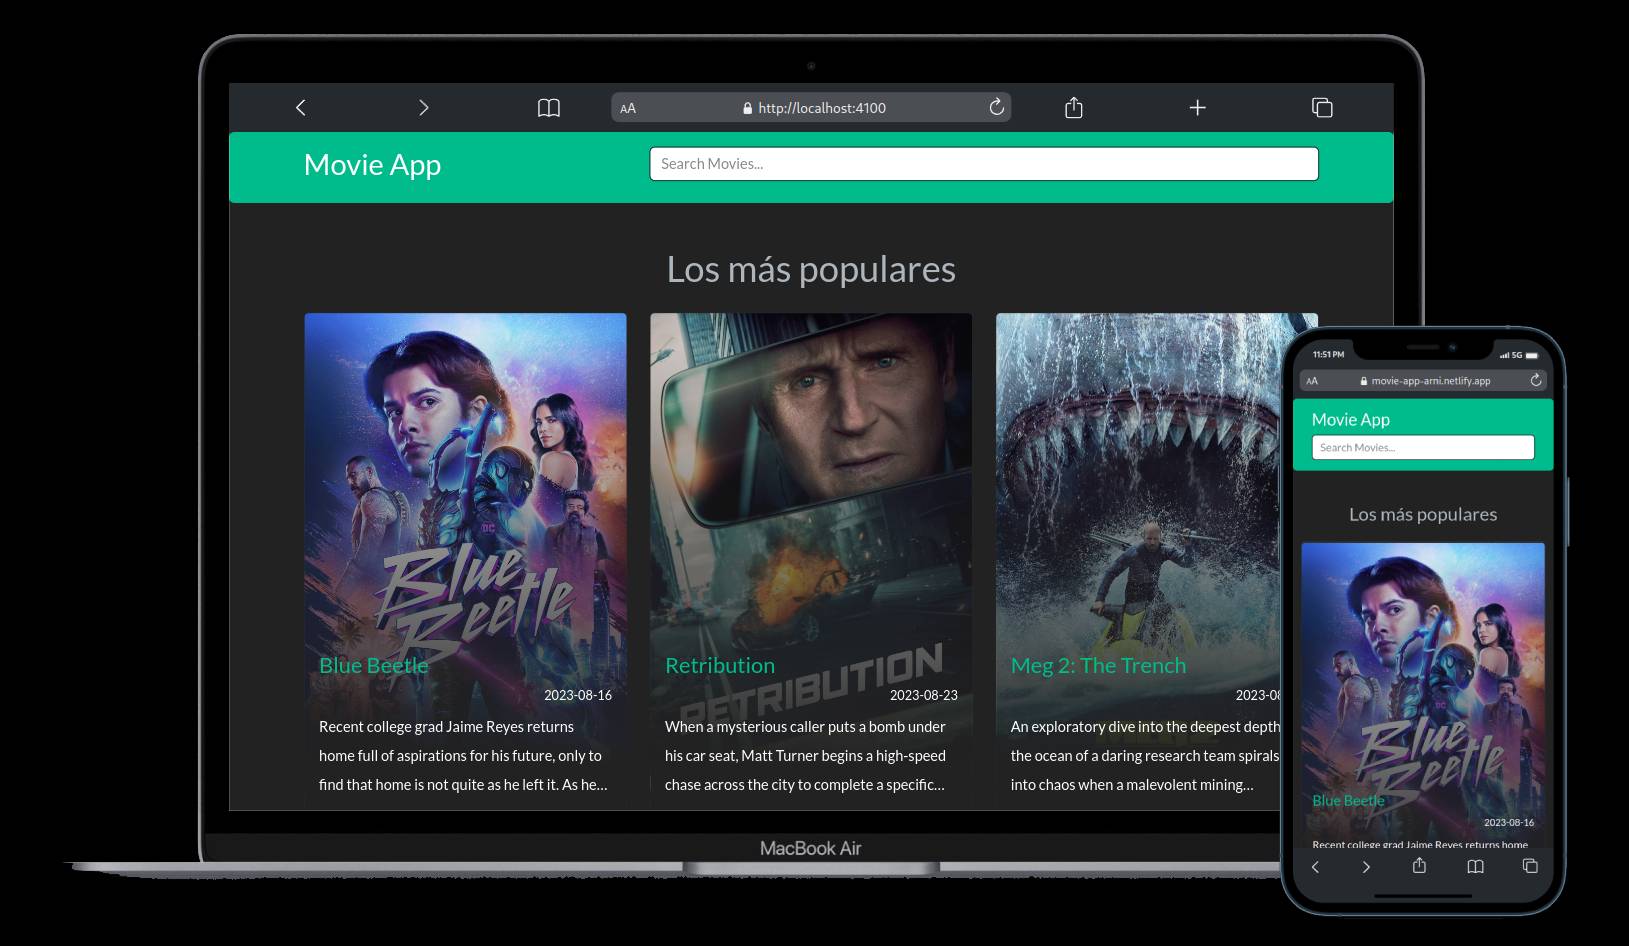 AA
http://localhost:4100
Movie App
Search Movies...
Los más populares
DC
Blue
Beetle
Blue Beetle
2023-08-16
Recent college grad Jaime Reyes returns
home full of aspirations for his future, only to
find that home is not quite as he left it. As he...
RETRIBUTION
Retribution
2023-08-23
When a mysterious caller puts a bomb under
his car seat, Matt Turner begins a high-speed
chase across the city to complete a specific...
Meg 2: The Trench
2023-08
An exploratory dive into the deepest depth
the ocean of a daring research team spirals
into chaos when a malevolent mining...
MacBook Air
11:51 PM
5G
AA
movie-app-arni.netlify.app
Movie App
Search Movies...
Los más populares
DC
Blue
Beetle
Blue Beetle
2023-08-16
Recent college grad Jaime Reyes returns home